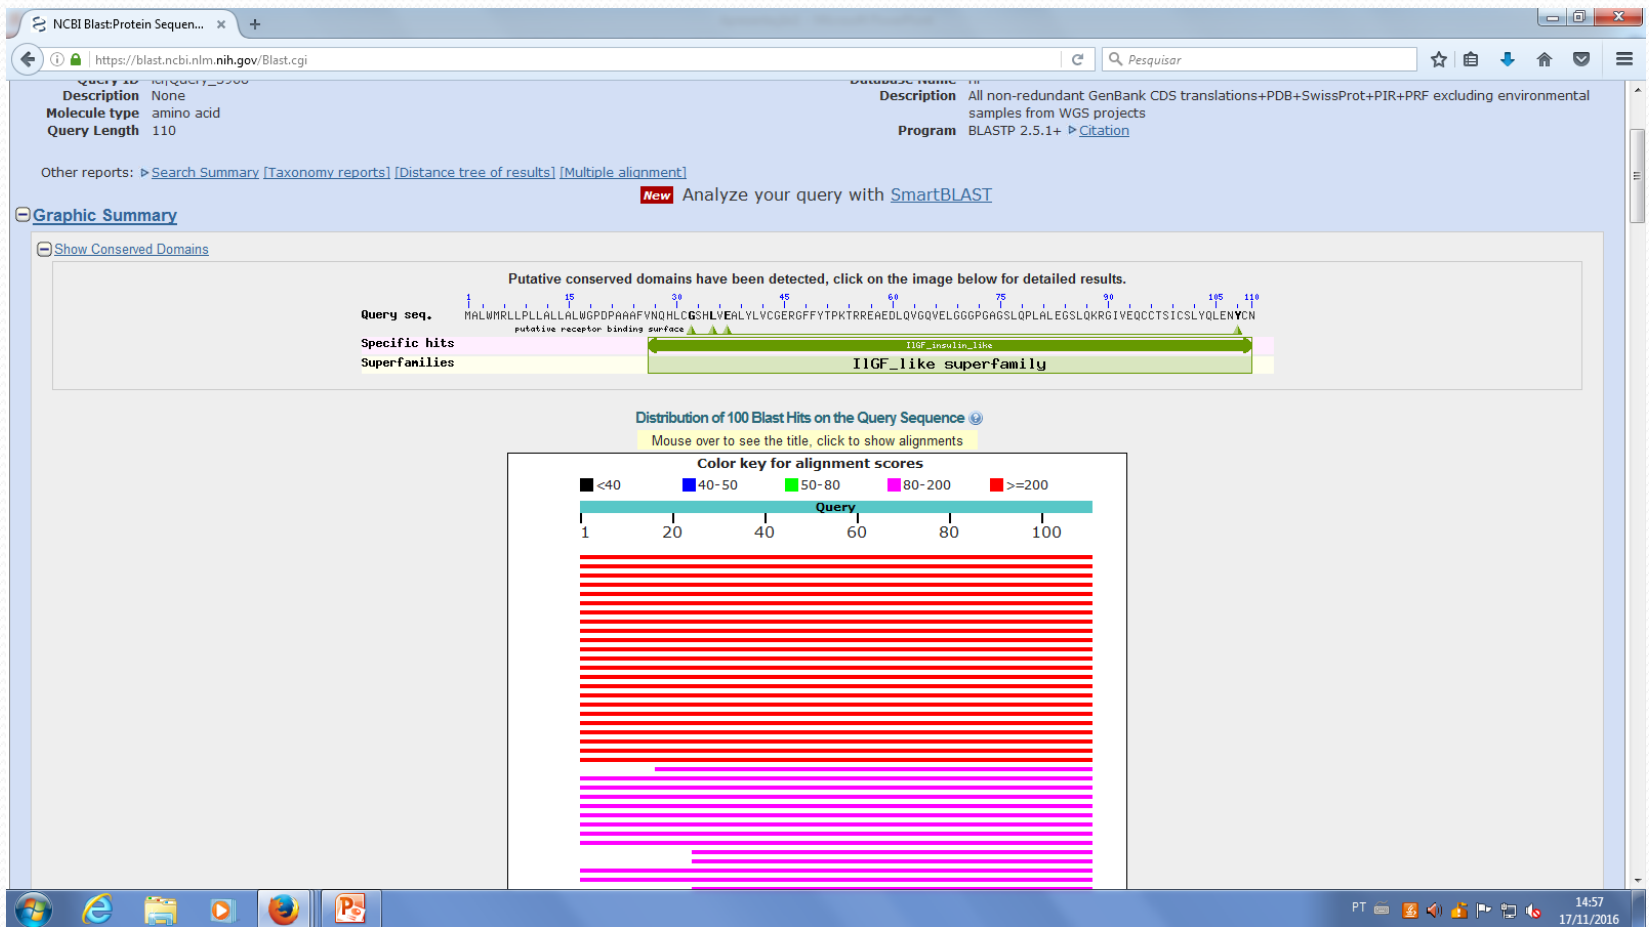 NCBI Blast:Protein Sequen...
https://blast.ncbi.nlm.nih.gov/Blast.cgi
Pesquisar
Query ID
Database Name nr
Description None
Description All non-redundant GenBank CDS translations+PDB+SwissProt+PIR+PRF excluding environmental
samples from WGS projects
Molecule type amino acid
Query Length 110
Program BLASTP 2.5.1+ Citation
Other reports: Search Summary [Taxonomy reports] [Distance tree of results] [Multiple alignment]
New Analyze your query with SmartBLAST
Graphic Summary
Show Conserved Domains
Putative conserved domains have been detected, click on the image below for detailed results.
1 15 30 45 60 75 90 105 110
Query seq. MALWMRLLPLLALLALWGPDPAAAFVNQHLCGSHLVEALYLVCGERGFFYTPKTRREAEDLQVGQVELGGGPGAGSLQPLALEGSLQKRGIVEQCCTSICSLYQLENYCN
putative receptor binding surface
Specific hits IlGF_insulin_like
Superfamilies IlGF_like superfamily
Distribution of 100 Blast Hits on the Query Sequence
Mouse over to see the title, click to show alignments
Color key for alignment scores
<40 40-50 50-80 80-200 >=200
Query
1 20 40 60 80 100
PT
14:57
17/11/2016